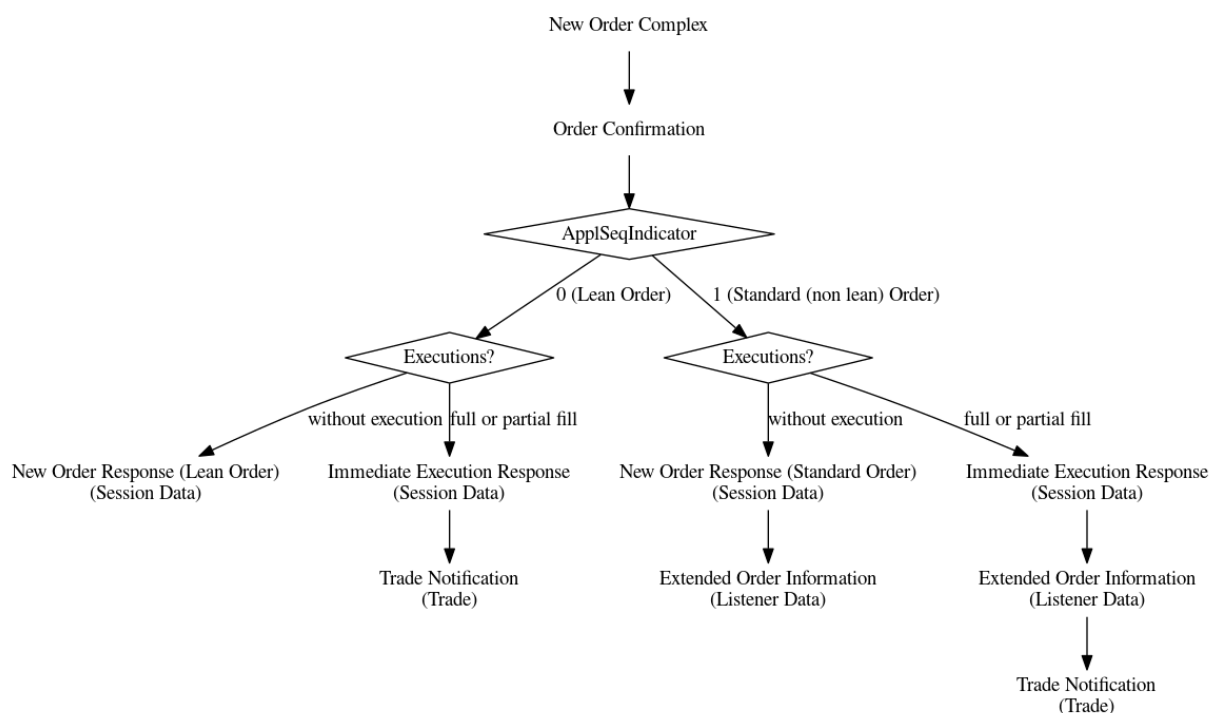 New Order Complex
Order Confirmation
ApplSeqIndicator
0 (Lean Order)
1 (Standard (non lean) Order)
Executions?
Executions?
without execution
full or partial fill
without execution
full or partial fill
New Order Response (Lean Order)
(Session Data)
Immediate Execution Response
(Session Data)
New Order Response (Standard Order)
(Session Data)
Immediate Execution Response
(Session Data)
Trade Notification
(Trade)
Extended Order Information
(Listener Data)
Extended Order Information
(Listener Data)
Trade Notification
(Trade)